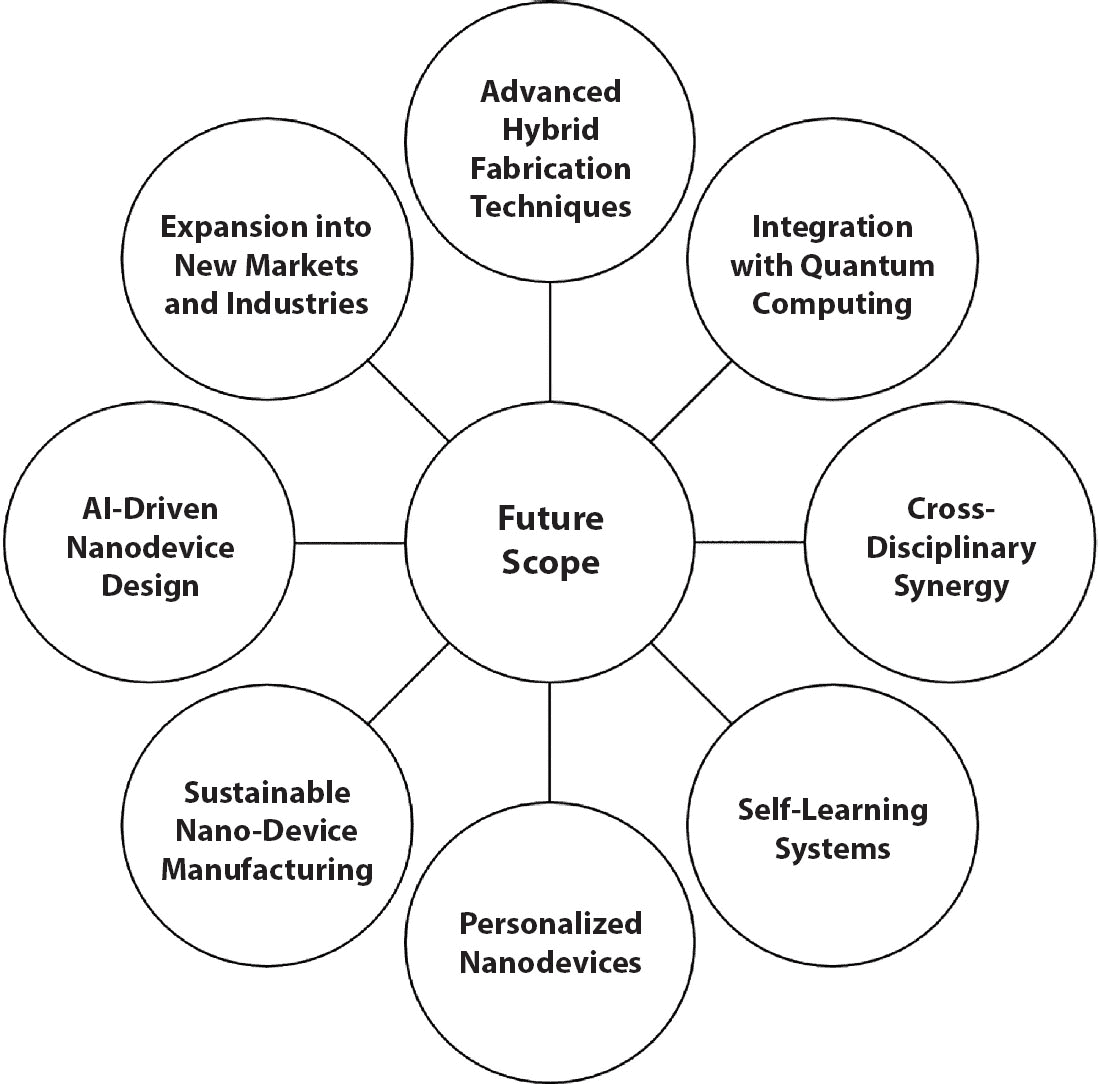 Advanced
Hybrid
Fabrication
Techniques
Integration
with Quantum
Computing
Cross-
Disciplinary
Synergy
Self-Learning
Systems
Personalized
Nanodevices
Sustainable
Nano-Device
Manufacturing
AI-Driven
Nanodevice
Design
Expansion into
New Markets
and Industries
Future
Scope